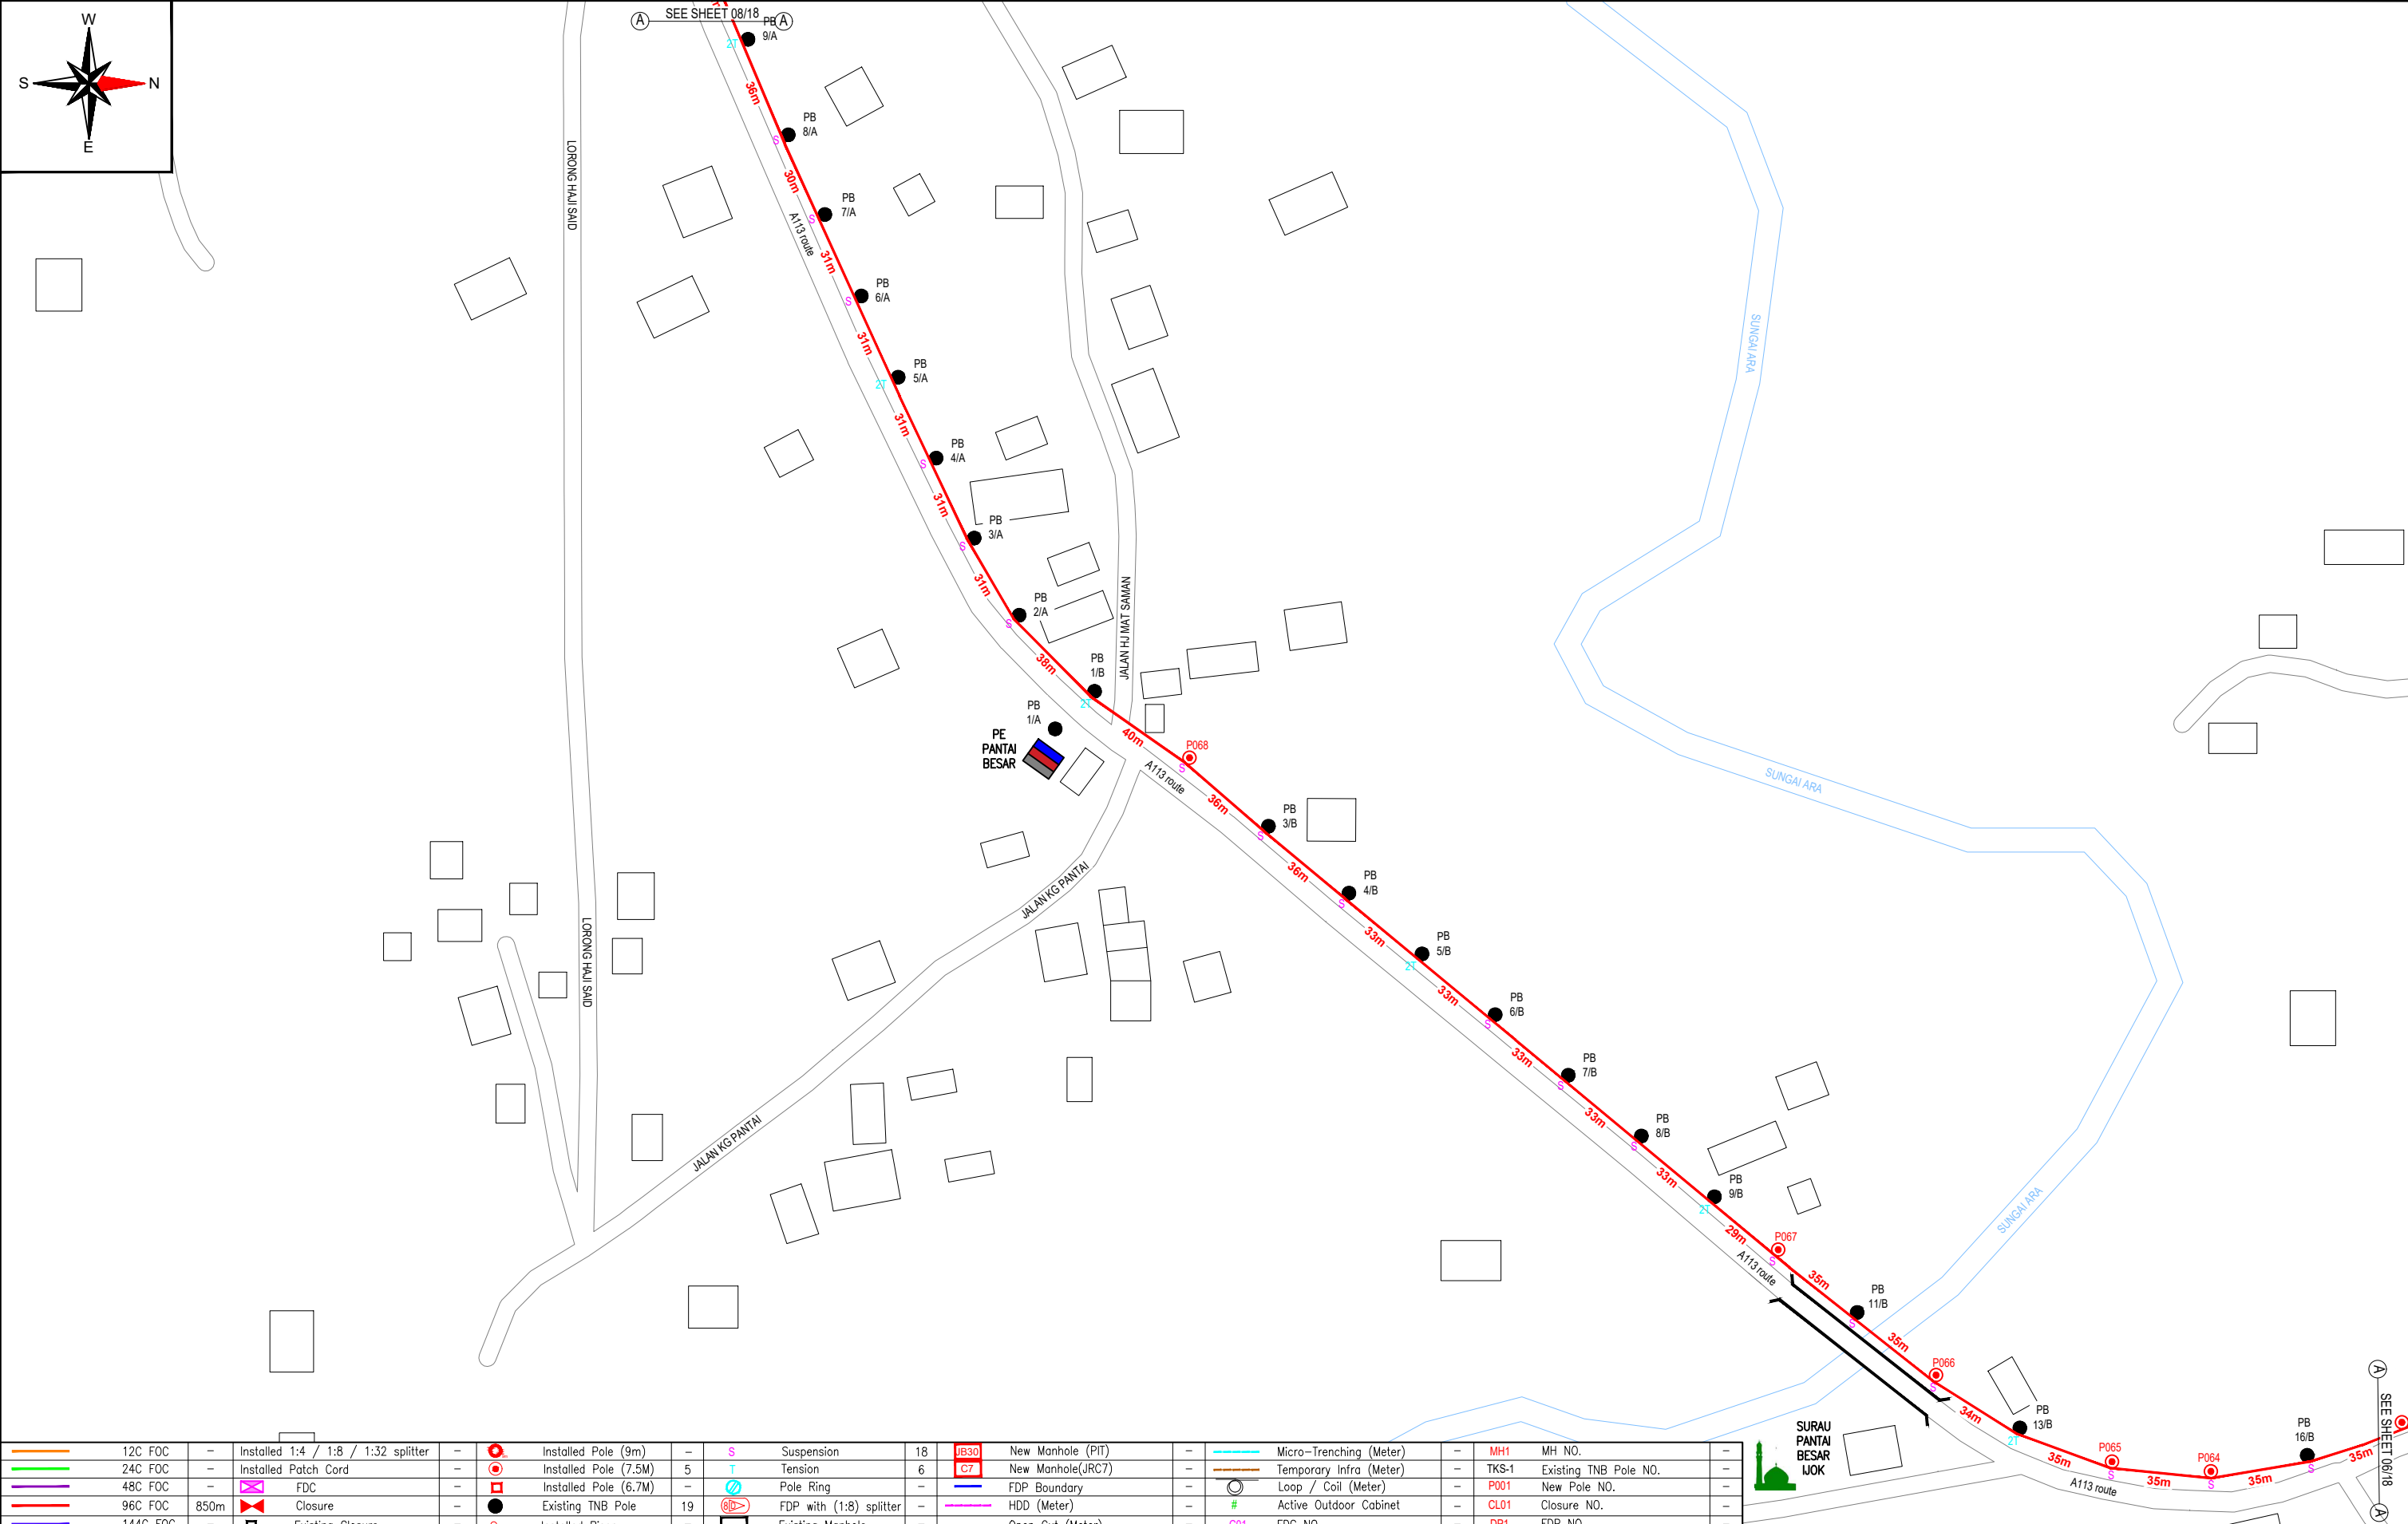 W
S
N
E
A
SEE SHEET 08/18
A
PB
9/A
2T
36m
PB
8/A
S
30m
PB
7/A
S
A113 route
31m
PB
6/A
S
31m
PB
5/A
2T
31m
PB
4/A
S
31m
PB
3/A
S
31m
PB
2/A
S
38m
PB
1/B
2T
PB
1/A
PE
PANTAI
BESAR
LORONG HAJI SAID
LORONG HAJI SAID
JALAN HJ MAT SAMAN
40m
P068
S
A113 route
36m
PB
3/B
S
36m
PB
4/B
S
33m
PB
5/B
2T
33m
PB
6/B
S
33m
PB
7/B
S
33m
PB
8/B
S
33m
PB
9/B
2T
29m
P067
S
A113 route
35m
PB
11/B
S
35m
P066
S
34m
PB
13/B
2T
35m
P065
S
35m
P064
S
35m
PB
16/B
S
35m
A113 route
JALAN KG PANTAI
JALAN KG PANTAI
SUNGAI ARA
SUNGAI ARA
SUNGAI ARA
SURAU
PANTAI
BESAR
IJOK
A
SEE SHEET 06/18
A
12C FOC – Installed 1:4 / 1:8 / 1:32 splitter – Installed Pole (9m) – S Suspension 18 JB30 New Manhole (PIT) – Micro-Trenching (Meter) – MH1 MH NO. –
24C FOC – Installed Patch Cord – Installed Pole (7.5M) 5 T Tension 6 C7 New Manhole(JRC7) – Temporary Infra (Meter) – TKS-1 Existing TNB Pole NO. –
48C FOC – FDC – Installed Pole (6.7M) – Pole Ring – FDP Boundary – Loop / Coil (Meter) – P001 New Pole NO. –
96C FOC 850m Closure – Existing TNB Pole 19 8 FDP with (1:8) splitter – HDD (Meter) – # Active Outdoor Cabinet – CL01 Closure NO. –